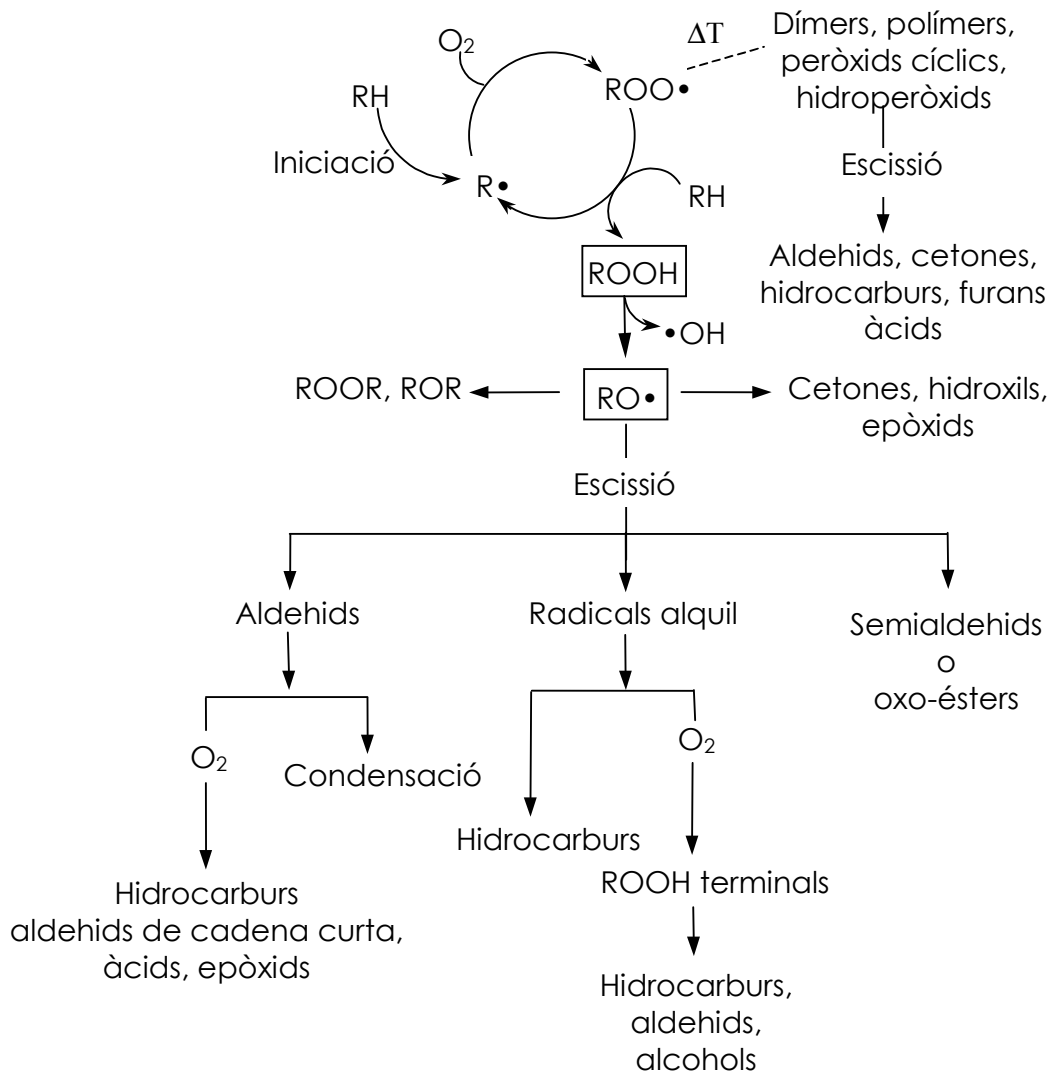 O₂
ΔT
Dímers, polímers,
peròxids cíclics,
hidroperòxids
ROO•
RH
Iniciació
R•
RH
Escissió
ROOH
Aldehids, cetones,
hidrocarburs, furans
àcids
•OH
ROOR, ROR
RO•
Cetones, hidroxils,
epòxids
Escissió
Aldehids
Radicals alquil
Semialdehids
o
oxo-ésters
O₂
Condensació
O₂
Hidrocarburs
ROOH terminals
Hidrocarburs
aldehids de cadena curta,
àcids, epòxids
Hidrocarburs,
aldehids,
alcohols